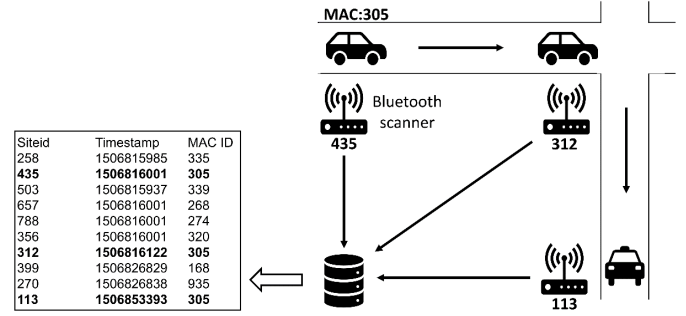 MAC:305
Bluetooth
scanner
435
312
113
Siteid Timestamp MAC ID
258 1506815985 335
435 1506816001 305
503 1506815937 339
657 1506816001 268
788 1506816001 274
356 1506816001 320
312 1506816122 305
399 1506826829 168
270 1506826838 935
113 1506853393 305